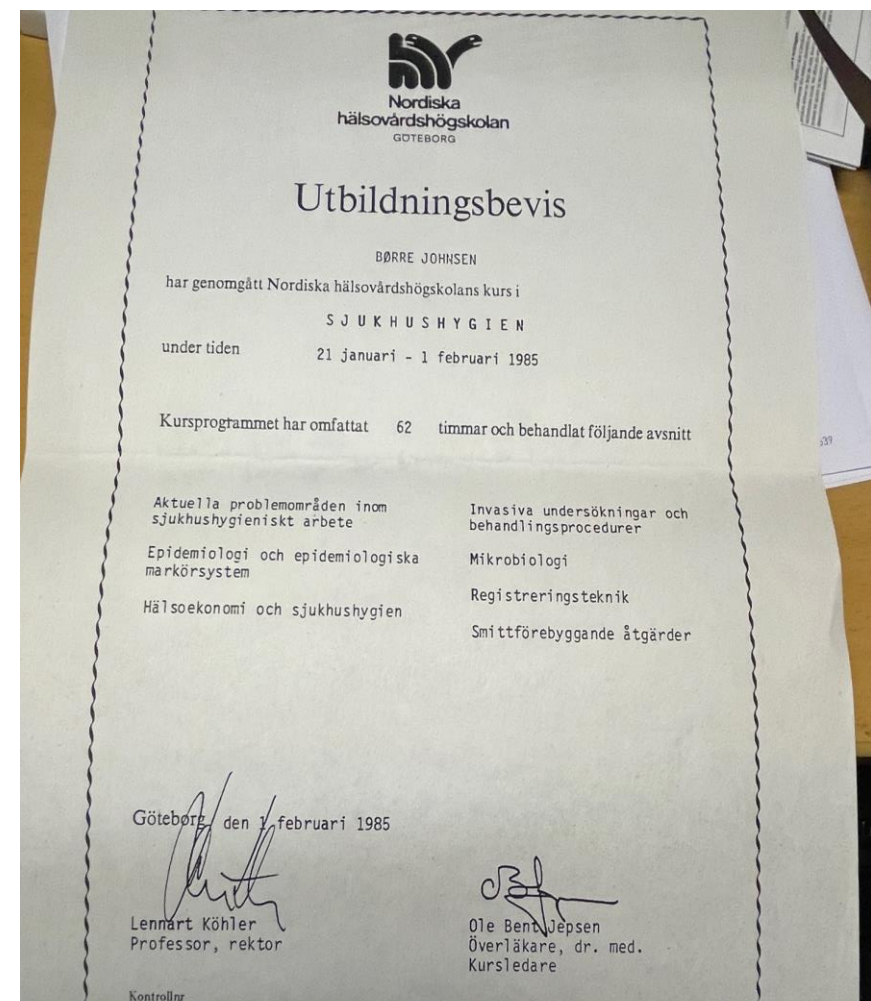 Nordiska
hälsovårdshögskolan
GÖTEBORG
Utbildningsbevis
BØRRE JOHNSEN
har genomgått Nordiska hälsovårdshögskolans kurs i
SJUKHUSHYGIEN
under tiden 21 januari - 1 februari 1985
Kursprogrammet har omfattat 62 timmar och behandlat följande avsnitt
Aktuella problemområden inom
sjukhushygieniskt arbete
Epidemiologi och epidemiologiska
markörsystem
Hälsoekonomi och sjukhushygien
Invasiva undersökningar och
behandlingsprocedurer
Mikrobiologi
Registreringsteknik
Smittförebyggande åtgärder
Göteborg den 1 februari 1985
Lennart Köhler
Professor, rektor
Ole Bent Jepsen
Överläkare, dr. med.
Kursledare
Kontrollnr